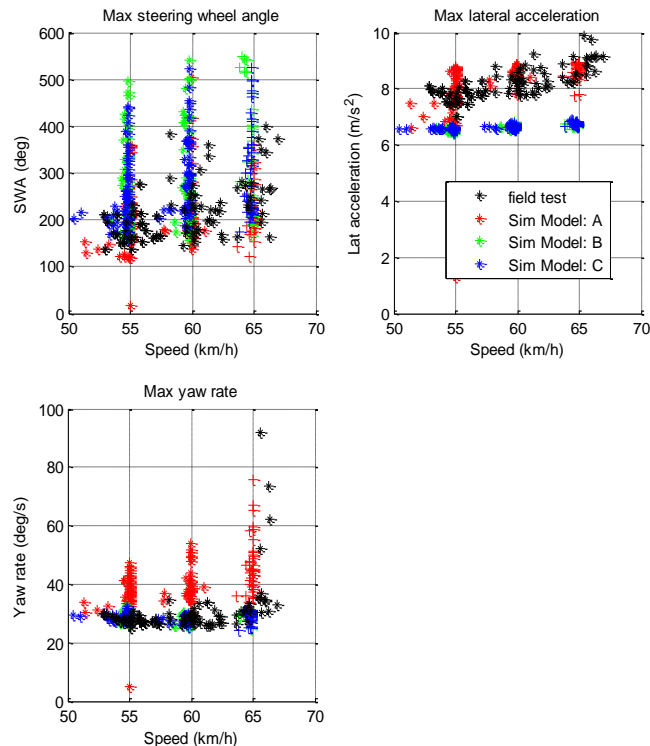 Max steering wheel angle
600
500
400
300
200
100
0
SWA (deg)
50 55 60 65 70
Speed (km/h)
Max lateral acceleration
10
8
6
4
2
0
Lat acceleration (m/s²)
field test
Sim Model: A
Sim Model: B
Sim Model: C
50 55 60 65 70
Speed (km/h)
Max yaw rate
100
80
60
40
20
0
Yaw rate (deg/s)
50 55 60 65 70
Speed (km/h)